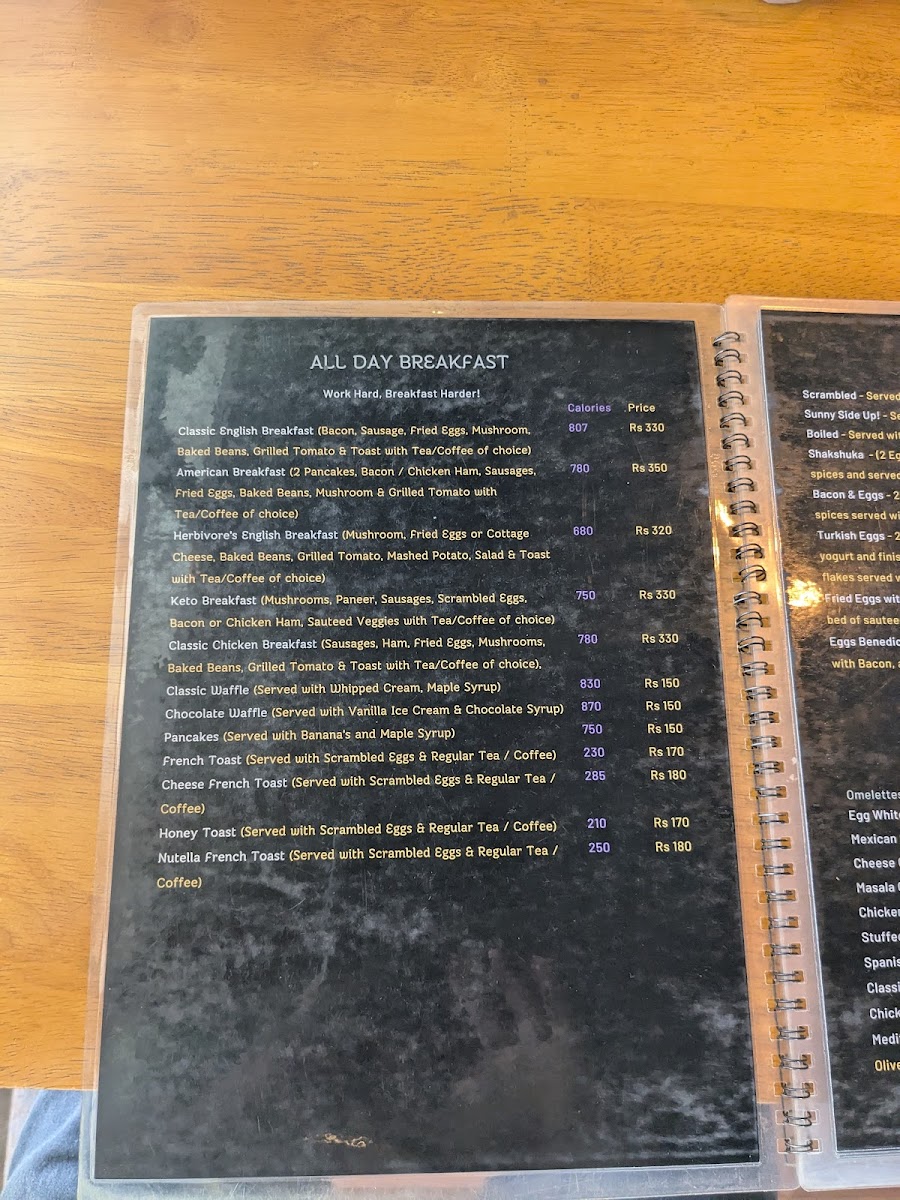 ALL DAY BREAKFAST
Work Hard, Breakfast Harder!
Calories Price
Classic English Breakfast (Bacon, Sausage, Fried Eggs, Mushroom, 807 Rs 330
Baked Beans, Grilled Tomato & Toast with Tea/Coffee of choice)
American Breakfast (2 Pancakes, Bacon / Chicken Ham, Sausages, 780 Rs 350
Fried Eggs, Baked Beans, Mushroom & Grilled Tomato with
Tea/Coffee of choice)
Herbivore's English Breakfast (Mushroom, Fried Eggs or Cottage 680 Rs 320
Cheese, Baked Beans, Grilled Tomato, Mashed Potato, Salad & Toast
with Tea/Coffee of choice)
Keto Breakfast (Mushrooms, Paneer, Sausages, Scrambled Eggs, 750 Rs 330
Bacon or Chicken Ham, Sauteed Veggies with Tea/Coffee of choice)
Classic Chicken Breakfast (Sausages, Ham, Fried Eggs, Mushrooms, 780 Rs 330
Baked Beans, Grilled Tomato & Toast with Tea/Coffee of choice).
Classic Waffle (Served with Whipped Cream, Maple Syrup) 830 Rs 150
Chocolate Waffle (Served with Vanilla Ice Cream & Chocolate Syrup) 870 Rs 150
Pancakes (Served with Banana's and Maple Syrup) 750 Rs 150
French Toast (Served with Scrambled Eggs & Regular Tea / Coffee) 230 Rs 170
Cheese French Toast (Served with Scrambled Eggs & Regular Tea / 285 Rs 180
Coffee)
Honey Toast (Served with Scrambled Eggs & Regular Tea / Coffee) 210 Rs 170
Nutella French Toast (Served with Scrambled Eggs & Regular Tea / 250 Rs 180
Coffee)
Scrambled - Served
Sunny Side Up! - Se
Boiled - Served wit
Shakshuka - (2 Eg
spices and serve
Bacon & Eggs - 2
spices served wi
Turkish Eggs - 2
yogurt and finis
flakes served w
Fried Eggs wit
bed of sautee
Eggs Benedic
with Bacon, a
Omelettes
Egg White
Mexican
Cheese
Masala
Chicken
Stuffe
Spanis
Classi
Chick
Medi
Olive